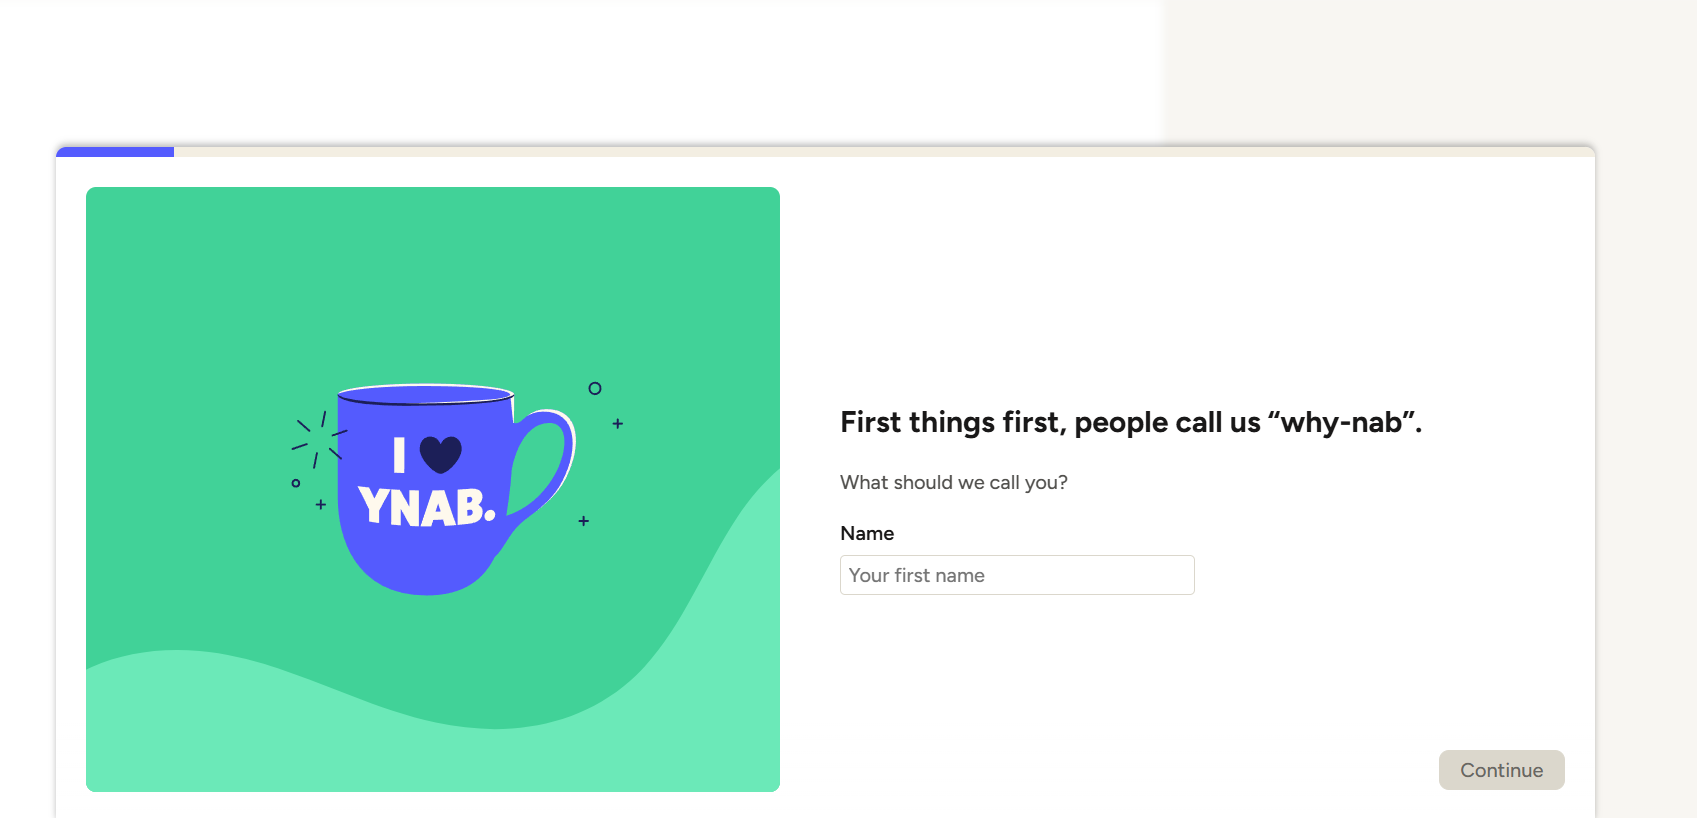 I
YNAB.
First things first, people call us “why-nab”.
What should we call you?
Name
Your first name
Continue